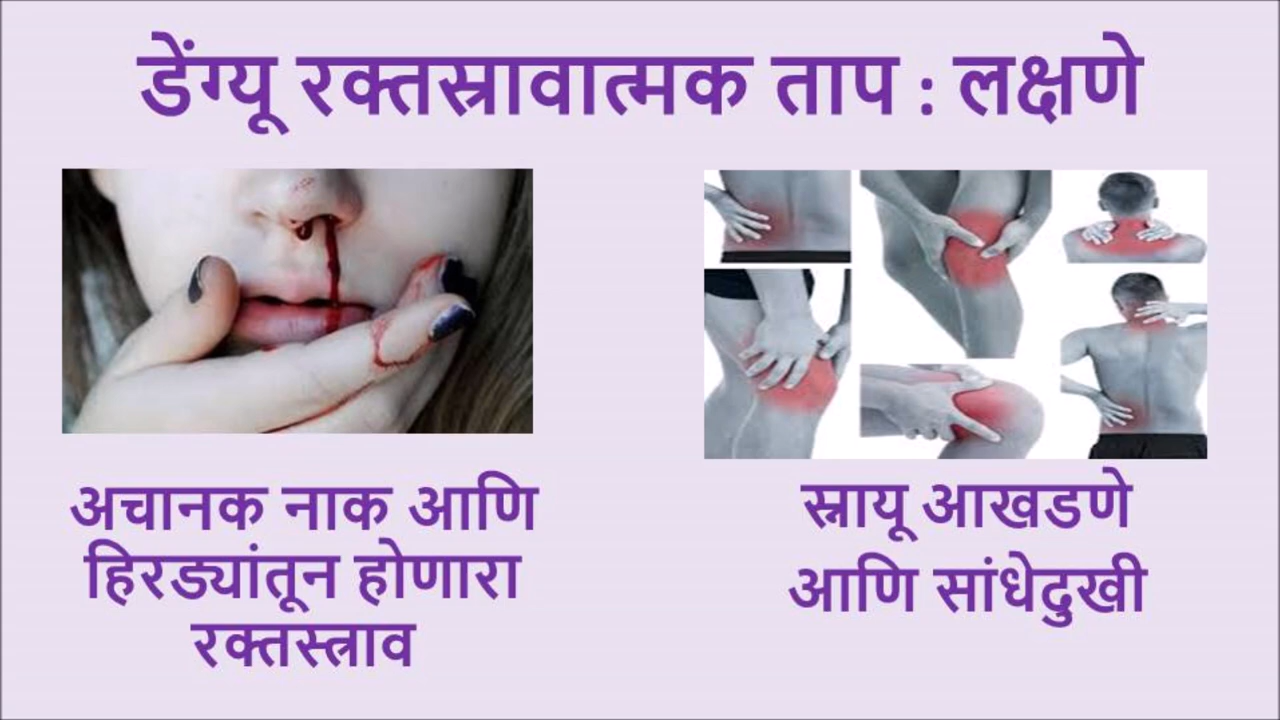 डेंग्यू रक्तस्रावात्मक ताप : लक्षणे
अचानक नाक आणि
हिरड्यांतून होणारा
रक्तस्त्राव
स्नायू आखडणे
आणि सांधेदुखी